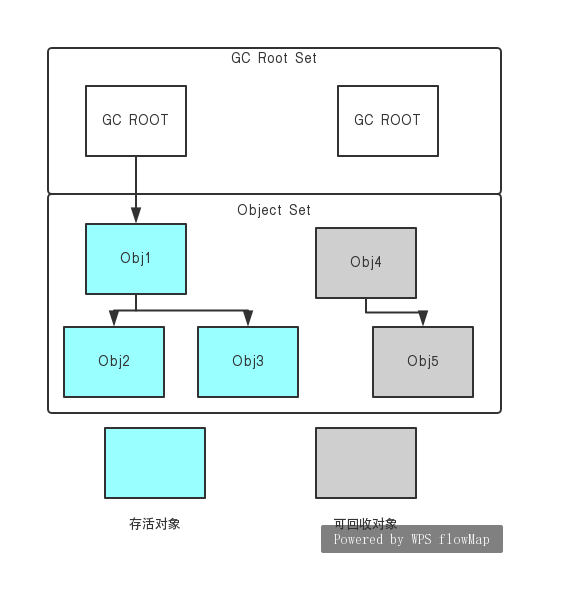 GC Root Set
GC ROOT
GC ROOT
Object Set
Obj1
Obj4
Obj2
Obj3
Obj5
存活对象
可回收对象
Powered by WPS flowMap